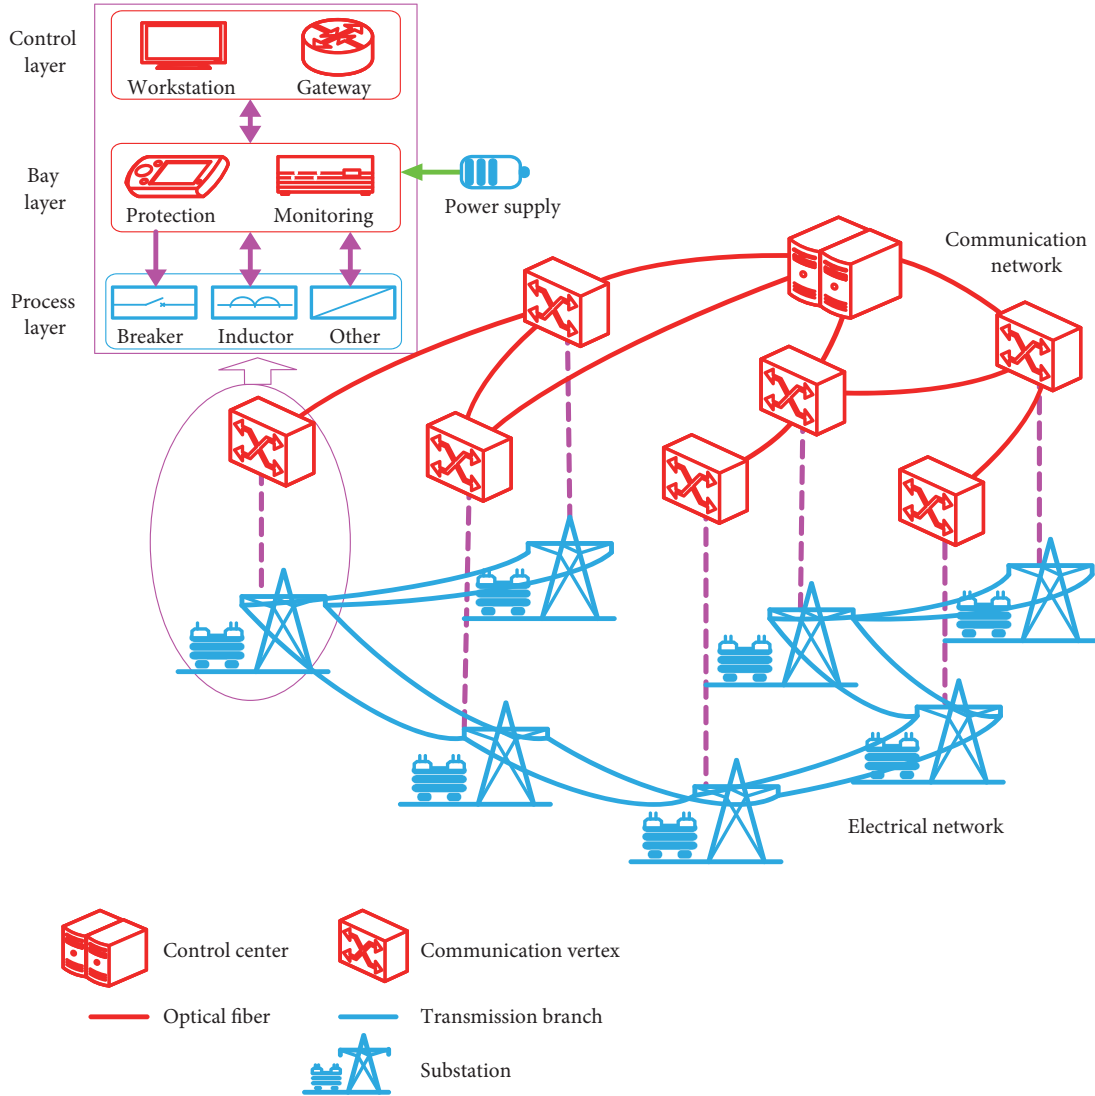 Control
layer
Workstation
Gateway
Bay
layer
Protection
Monitoring
Power supply
Process
layer
Breaker
Inductor
Other
Communication
network
Electrical network
Control center
Communication vertex
Optical fiber
Transmission branch
Substation